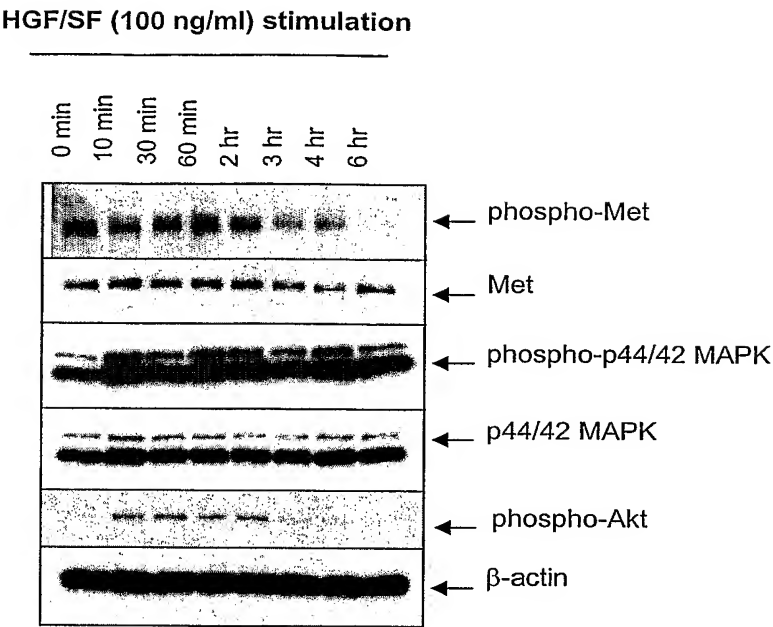 HGF/SF (100 ng/ml) stimulation
0 min
10 min
30 min
60 min
2 hr
3 hr
4 hr
6 hr
phospho-Met
Met
phospho-p44/42 MAPK
p44/42 MAPK
phospho-Akt
β-actin